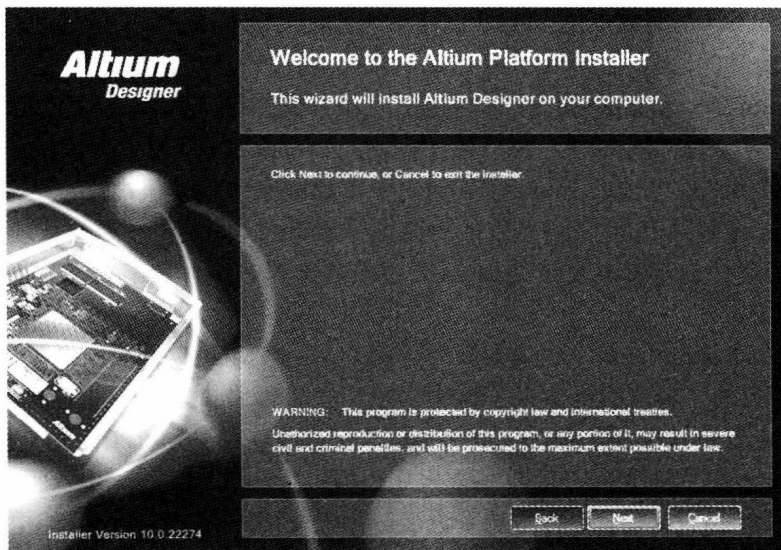 Altium
Designer
Welcome to the Altium Platform Installer
This wizard will install Altium Designer on your computer.
Click Next to continue, or Cancel to exit the installer.
WARNING: This program is protected by copyright law and international treaties.
Unathorized reproduction or distribution of this program, or any portion of it, may result in severe
civil and criminal penalties, and will be prosecuted to the maximum extent possible under law.
Back Next Cancel
Installer Version 10.0.22274